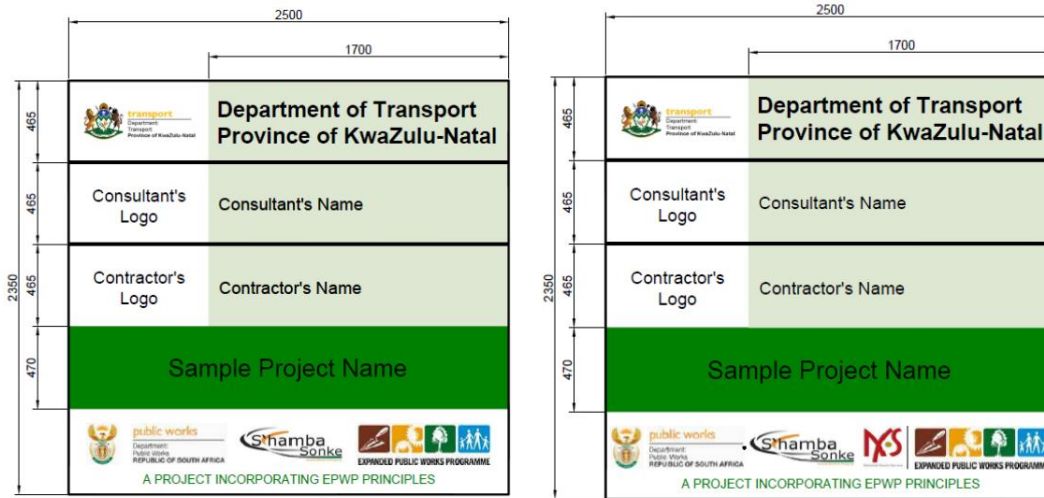 2500
1700
465
transport
Department:
Transport
Province of KwaZulu-Natal
Department of Transport
Province of KwaZulu-Natal
465
Consultant's
Logo
Consultant's Name
2350
465
Contractor's
Logo
Contractor's Name
470
Sample Project Name
public works
Department:
Public Works
REPUBLIC OF SOUTH AFRICA
S'hamba
Sonke
EXPANDED PUBLIC WORKS PROGRAMME
A PROJECT INCORPORATING EPWP PRINCIPLES
2500
1700
465
transport
Department:
Transport
Province of KwaZulu-Natal
Department of Transport
Province of KwaZulu-Natal
465
Consultant's
Logo
Consultant's Name
2350
465
Contractor's
Logo
Contractor's Name
470
Sample Project Name
public works
Department:
Public Works
REPUBLIC OF SOUTH AFRICA
S'hamba
Sonke
NYS
EXPANDED PUBLIC WORKS PROGRAMM
A PROJECT INCORPORATING EPWP PRINCIPLES